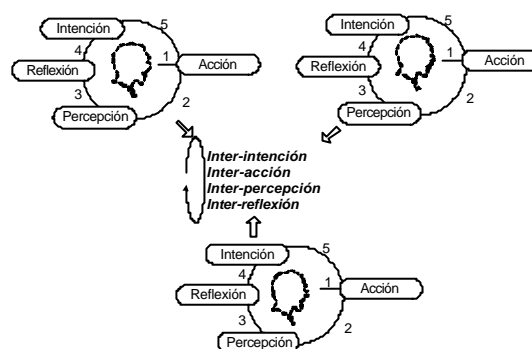 Intención
5
4
1
Reflexión
Acción
3
2
Percepción
Intención
5
4
1
Reflexión
Acción
3
2
Percepción
Inter-intención
Inter-acción
Inter-percepción
Inter-reflexión
Intención
5
4
1
Reflexión
Acción
3
2
Percepción